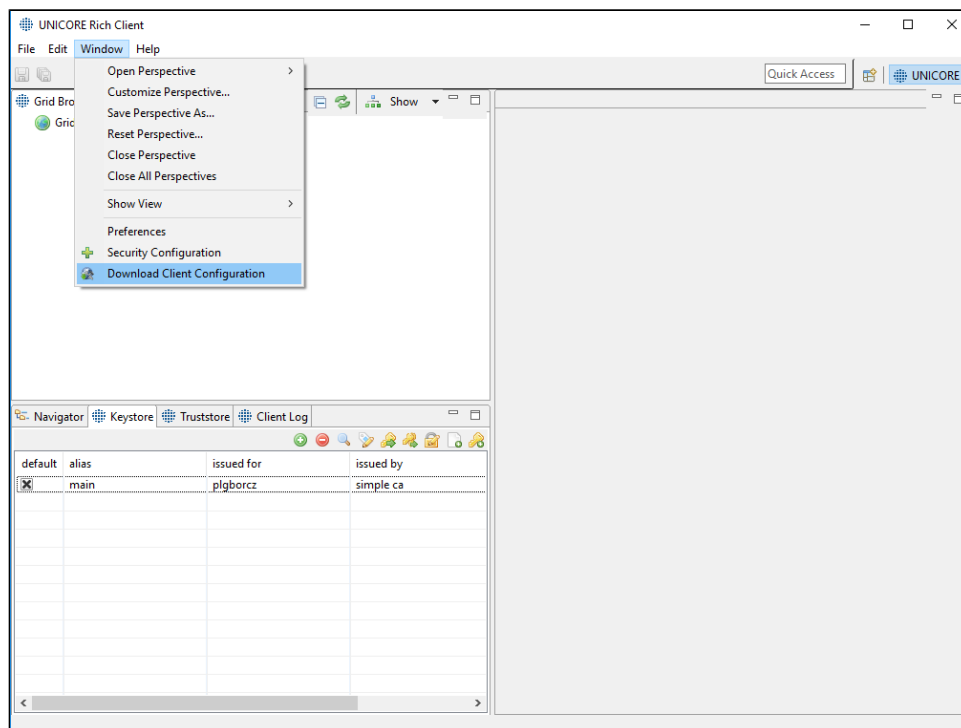 UNICORE Rich Client
File Edit Window Help
Quick Access
UNICORE
Open Perspective
Customize Perspective...
Save Perspective As...
Reset Perspective...
Close Perspective
Close All Perspectives
Show View
Preferences
Security Configuration
Download Client Configuration
Grid Bro
Show
Grid
Navigator Keystore Truststore Client Log
default alias issued for issued by
main plgborcz simple ca